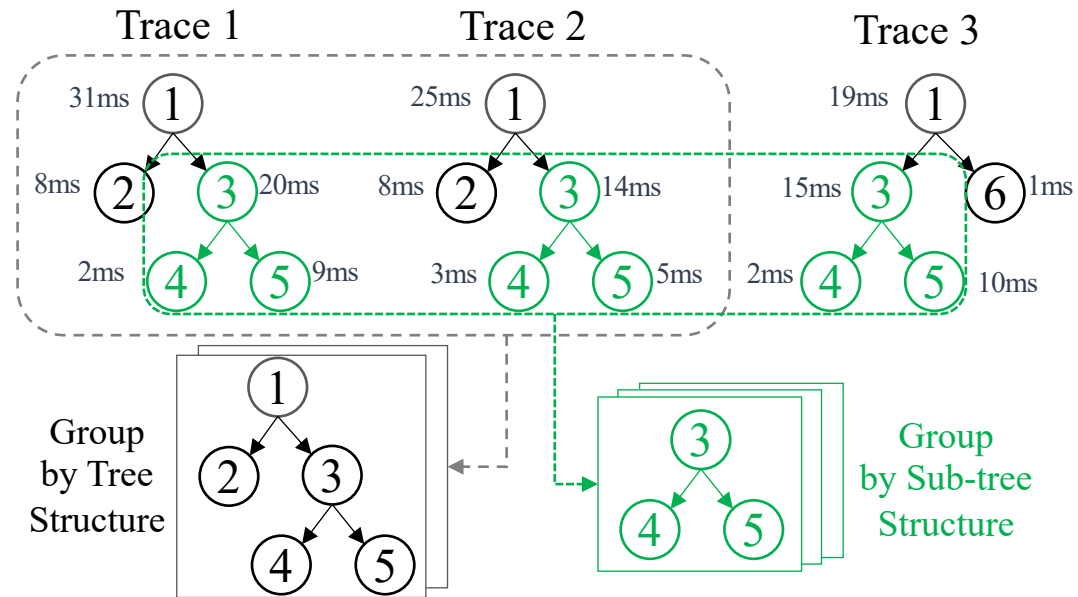 Trace 1 Trace 2 Trace 3
31ms 1 25ms 1 19ms 1
8ms 2 3 20ms 8ms 2 3 14ms 15ms 3 6 1ms
2ms 4 5 9ms 3ms 4 5 5ms 2ms 4 5 10ms
Group
by Tree
Structure
1
2 3
4 5
3
4 5
Group
by Sub-tree
Structure